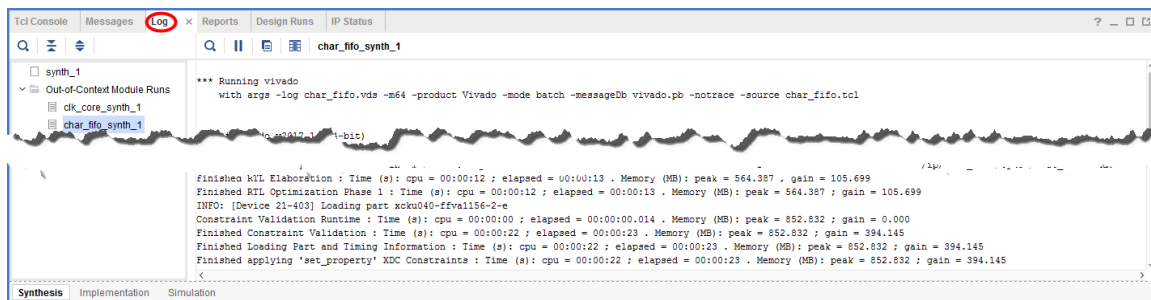 Tcl Console Messages Log × Reports Design Runs IP Status ?
char_fifo_synth_1
synth_1
Out-of-Context Module Runs
clk_core_synth_1
char_fifo_synth_1
*** Running vivado
with args -log char_fifo.vds -m64 -product Vivado -mode batch -messageDb vivado.pb -notrace -source char_fifo.tcl
Finished RTL Elaboration : Time (s): cpu = 00:00:12 ; elapsed = 00:00:13 . Memory (MB): peak = 564.387 ; gain = 105.699
Finished RTL Optimization Phase 1 : Time (s): cpu = 00:00:12 ; elapsed = 00:00:13 . Memory (MB): peak = 564.387 ; gain = 105.699
INFO: [Device 21-403] Loading part xcku040-ffva1156-2-e
Constraint Validation Runtime : Time (s): cpu = 00:00:00 ; elapsed = 00:00:00.014 . Memory (MB): peak = 852.832 ; gain = 0.000
Finished Constraint Validation : Time (s): cpu = 00:00:22 ; elapsed = 00:00:23 . Memory (MB): peak = 852.832 ; gain = 394.145
Finished Loading Part and Timing Information : Time (s): cpu = 00:00:22 ; elapsed = 00:00:23 . Memory (MB): peak = 852.832 ; gain = 394.145
Finished applying 'set_property' XDC Constraints : Time (s): cpu = 00:00:22 ; elapsed = 00:00:23 . Memory (MB): peak = 852.832 ; gain = 394.145
Synthesis Implementation Simulation